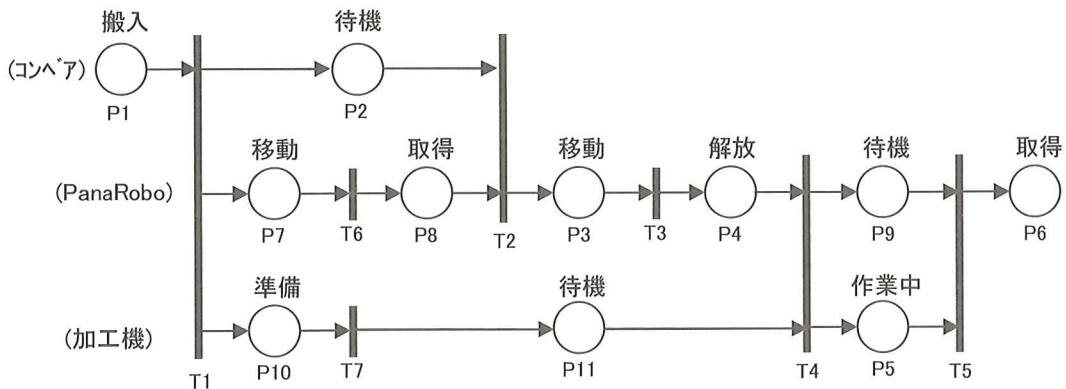 搬入
待機
(コンベア)
P1
P2
移動
取得
移動
解放
待機
取得
(PanaRobo)
P7
T6
P8
T2
P3
T3
P4
P9
P6
準備
待機
作業中
(加工機)
T1
P10
T7
P11
T4
P5
T5